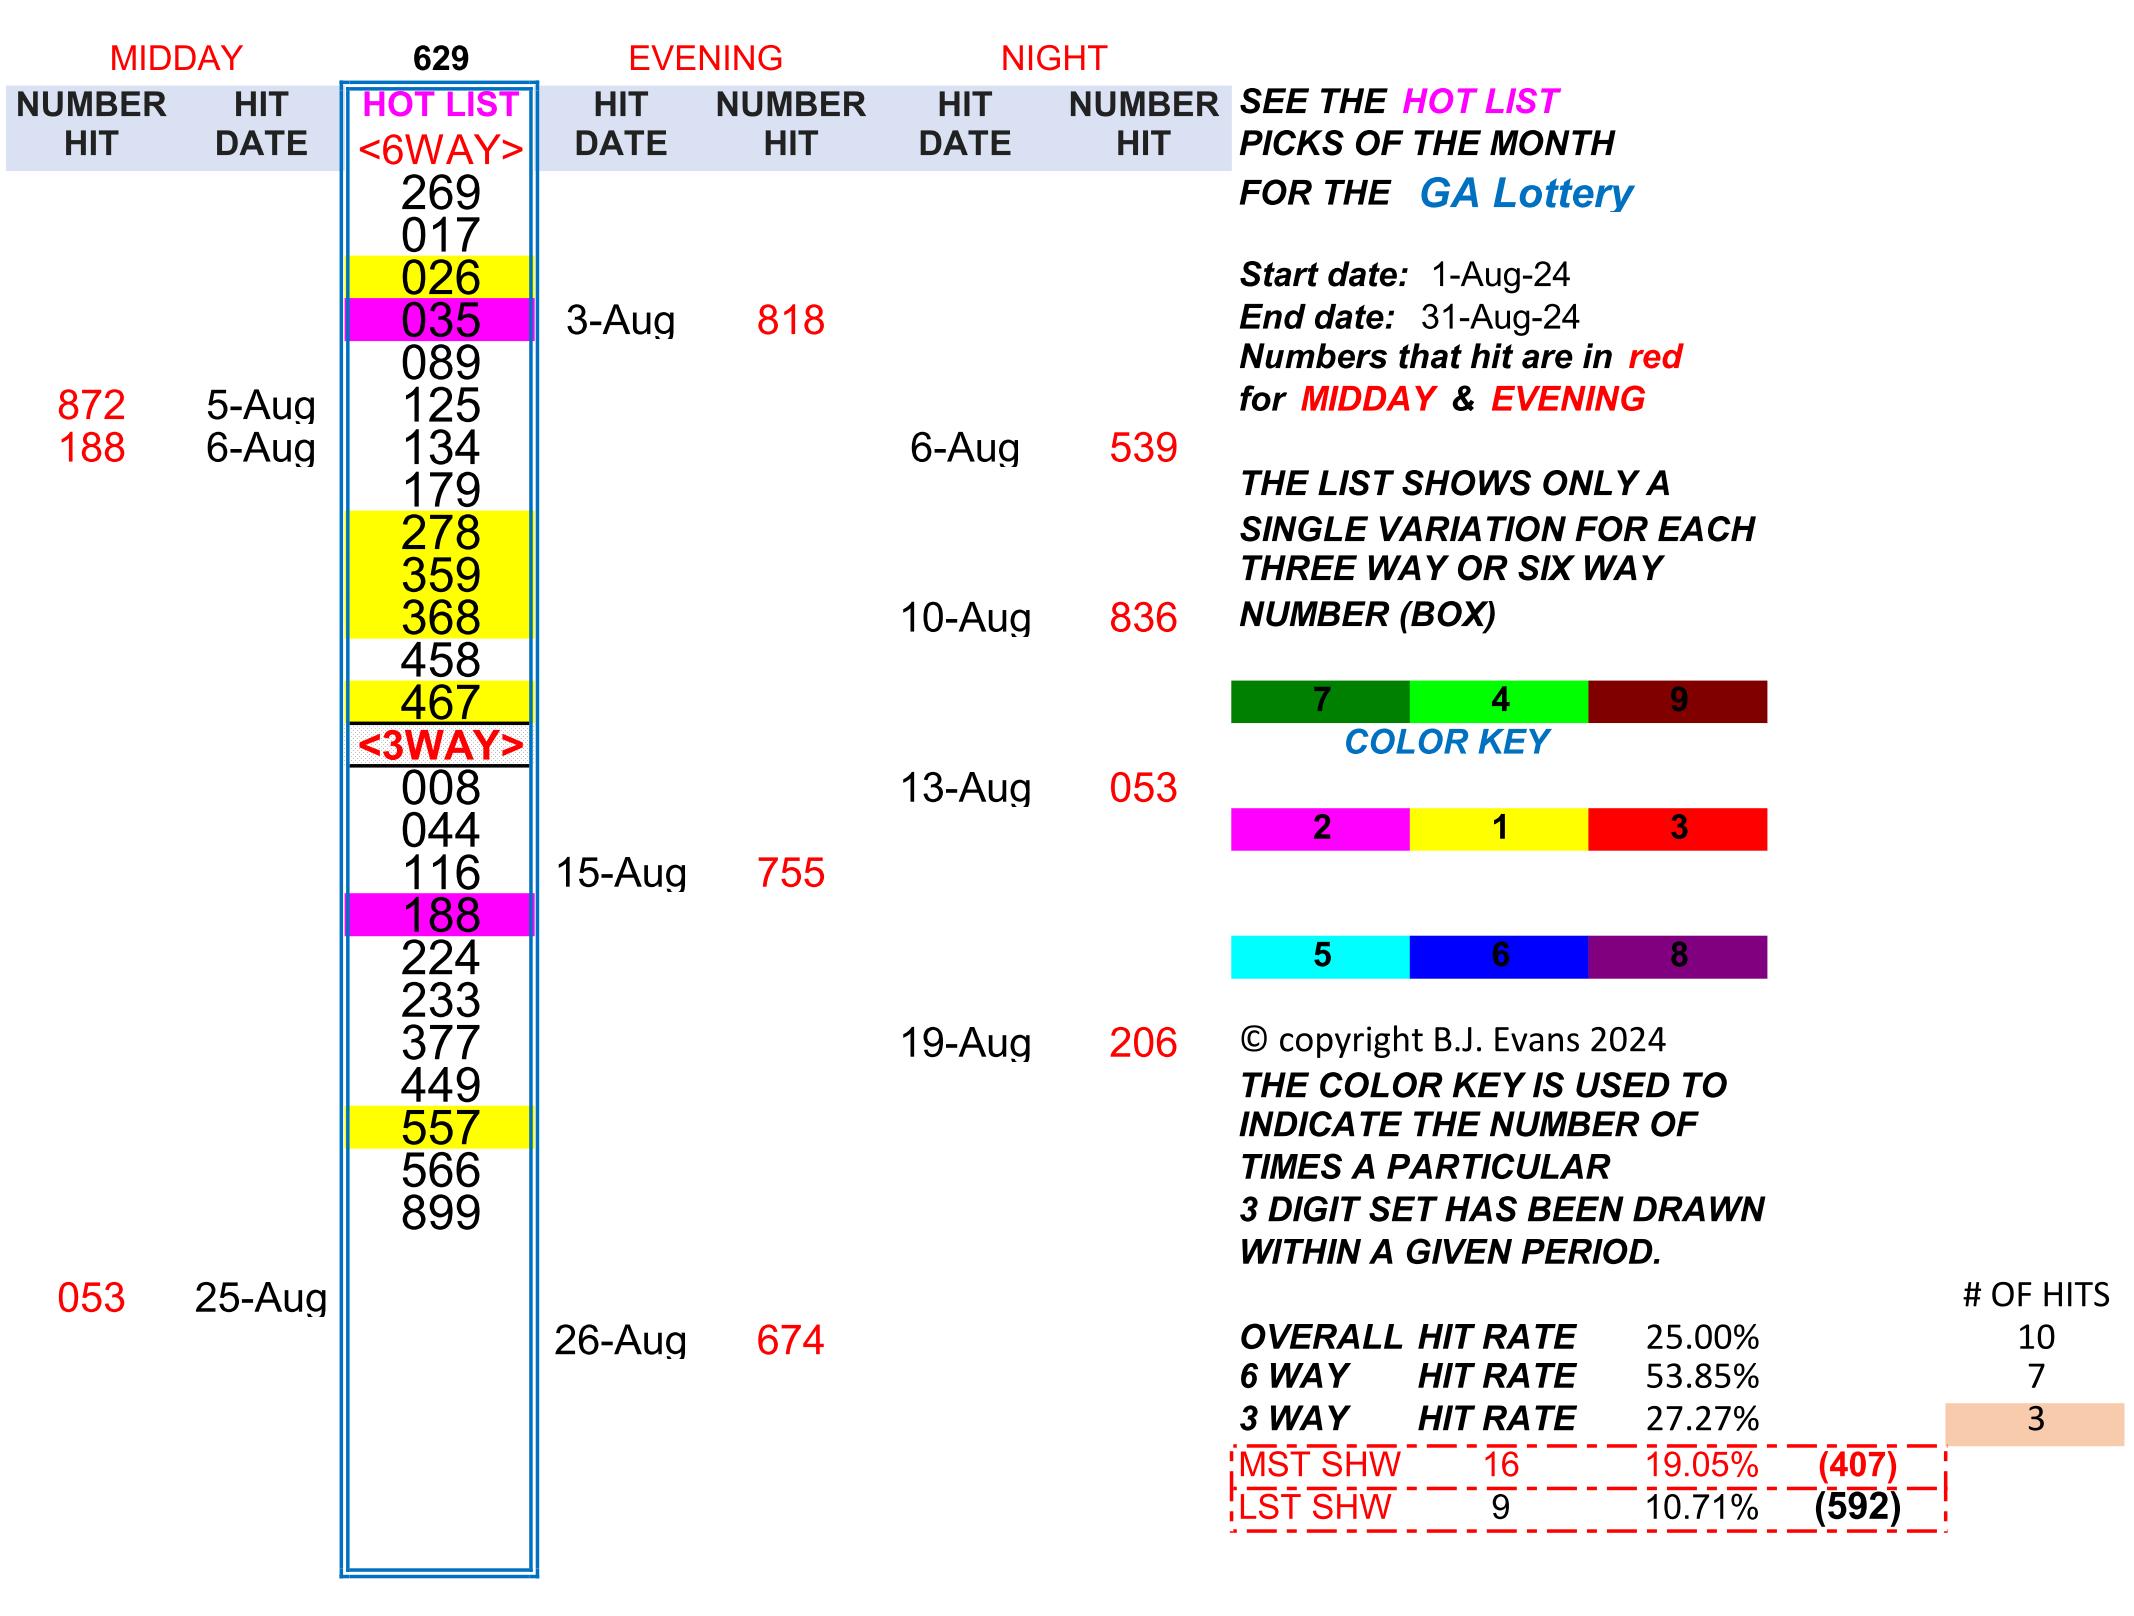 MIDDAY 629 EVENING NIGHT
NUMBER HIT HOT LIST HIT NUMBER HIT NUMBER SEE THE HOT LIST
HIT DATE <6WAY> DATE HIT DATE HIT PICKS OF THE MONTH
269 FOR THE GA Lottery
017
026 Start date: 1-Aug-24
035 3-Aug 818 End date: 31-Aug-24
089 Numbers that hit are in red
872 5-Aug 125 for MIDDAY & EVENING
188 6-Aug 134 6-Aug 539
179 THE LIST SHOWS ONLY A
278 SINGLE VARIATION FOR EACH
359 THREE WAY OR SIX WAY
368 10-Aug 836 NUMBER (BOX)
458
467 7 4 9
<3WAY> COLOR KEY
008 13-Aug 053
044 2 1 3
116 15-Aug 755
188
224 5 6 8
233
377 19-Aug 206 © copyright B.J. Evans 2024
449 THE COLOR KEY IS USED TO
557 INDICATE THE NUMBER OF
566 TIMES A PARTICULAR
899 3 DIGIT SET HAS BEEN DRAWN
WITHIN A GIVEN PERIOD.
053 25-Aug # OF HITS
26-Aug 674 OVERALL HIT RATE 25.00% 10
6 WAY HIT RATE 53.85% 7
3 WAY HIT RATE 27.27% 3
MST SHW 16 19.05% (407)
LST SHW 9 10.71% (592)